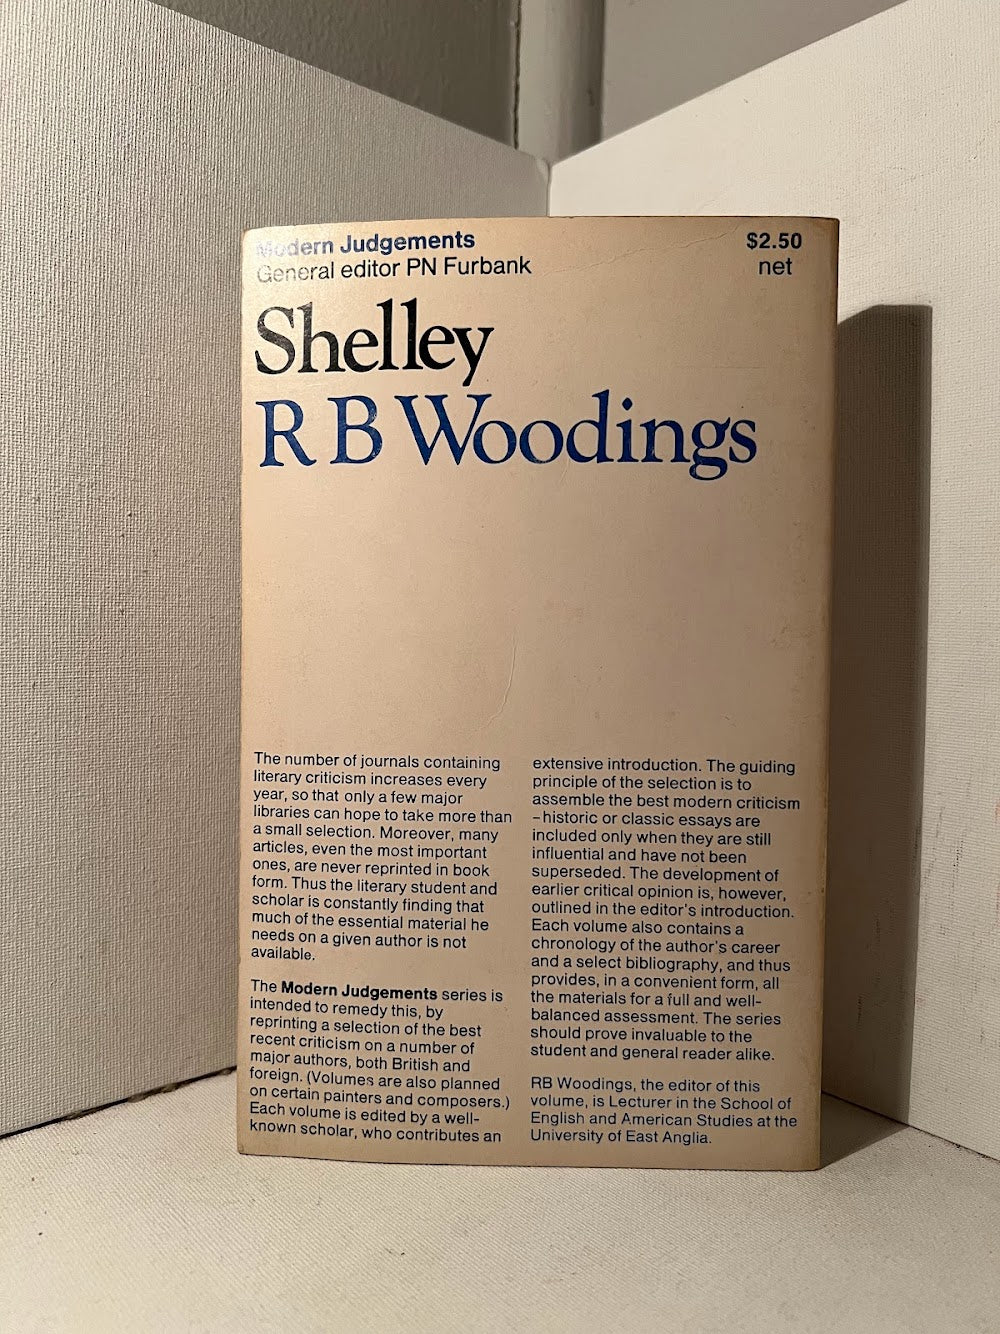 Modern Judgements
General editor PN Furbank
$2.50
net
Shelley
R B Woodings
The number of journals containing
literary criticism increases every
year, so that only a few major
libraries can hope to take more than
a small selection. Moreover, many
articles, even the most important
ones, are never reprinted in book
form. Thus the literary student and
scholar is constantly finding that
much of the essential material he
needs on a given author is not
available.
The Modern Judgements series is
intended to remedy this, by
reprinting a selection of the best
recent criticism on a number of
major authors, both British and
foreign. (Volumes are also planned
on certain painters and composers.)
Each volume is edited by a well-
known scholar, who contributes an
extensive introduction. The guiding
principle of the selection is to
assemble the best modern criticism
– historic or classic essays are
included only when they are still
influential and have not been
superseded. The development of
earlier critical opinion is, however,
outlined in the editor's introduction.
Each volume also contains a
chronology of the author's career
and a select bibliography, and thus
provides, in a convenient form, all
the materials for a full and well-
balanced assessment. The series
should prove invaluable to the
student and general reader alike.
RB Woodings, the editor of this
volume, is Lecturer in the School of
English and American Studies at the
University of East Anglia.